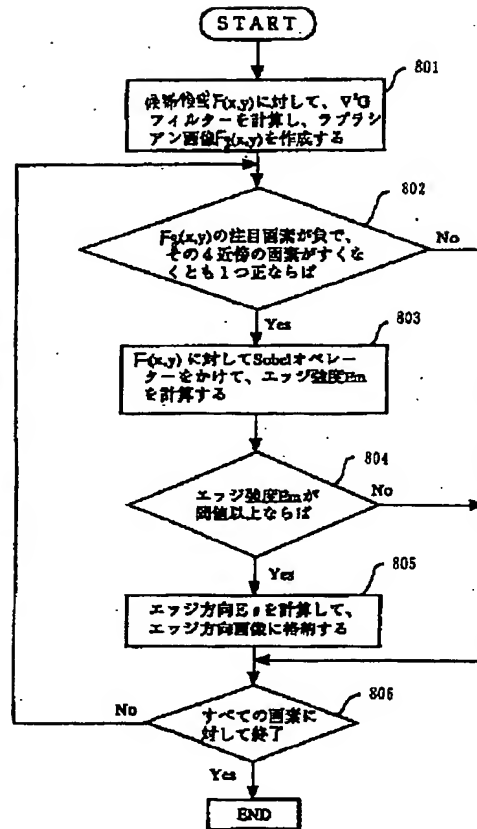 START
801
F(x,y)に対して、∇²G
フィルターを計算し、ラプラシ
アン画像F₂(x,y)を作成する
802
F₂(x,y)の注目画素が負で、
その4近傍の画素がすくな
くとも1つ正ならば
No
Yes
803
F(x,y) に対してSobelオペレー
ターをかけて、エッジ強度Em
を計算する
804
エッジ強度Emが
閾値以上ならば
No
Yes
805
エッジ方向Eθを計算して、
エッジ方向画像に格納する
806
No
すべての画素に
対して終了
Yes
END